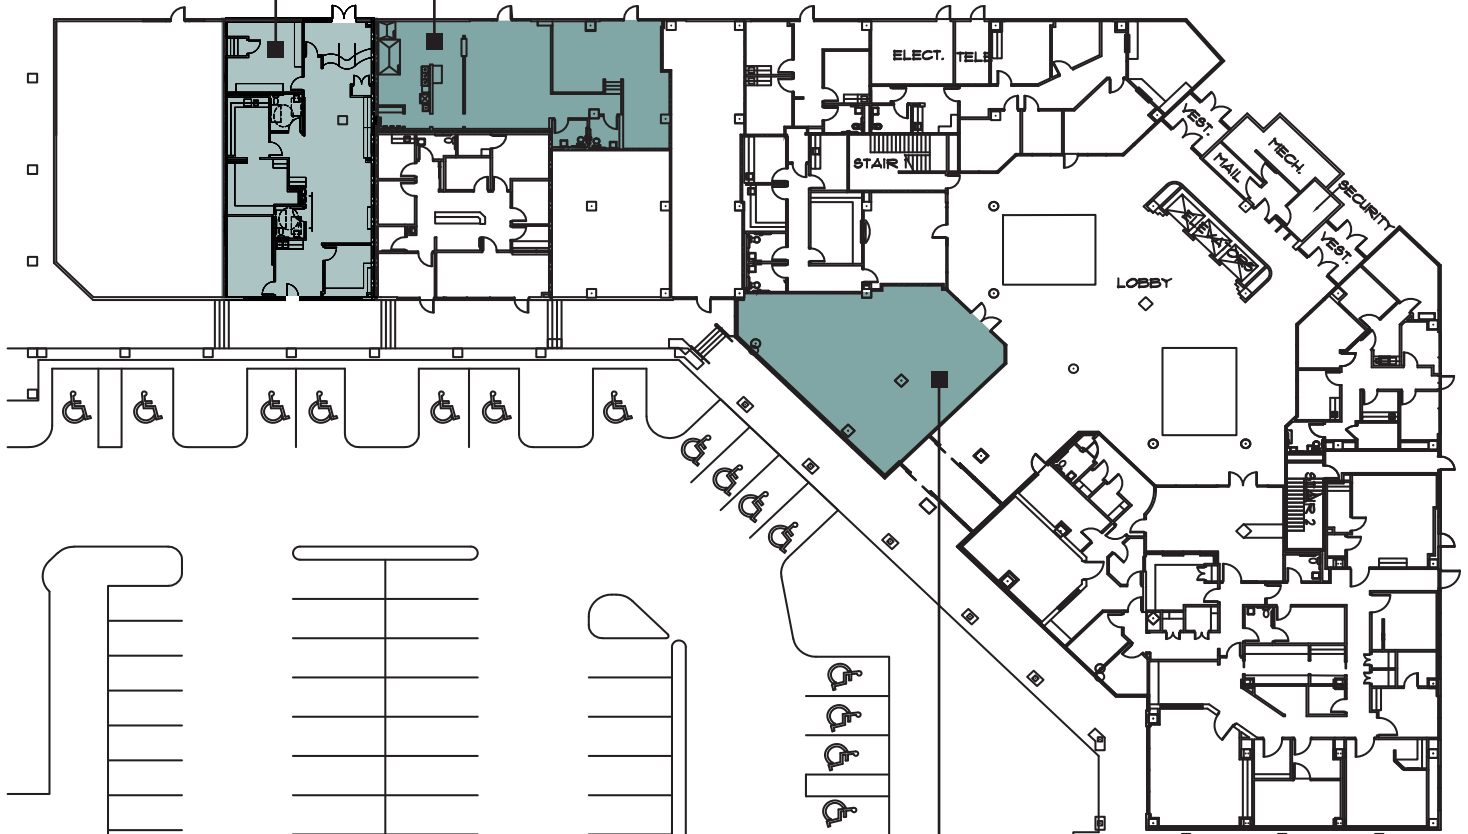 ELECT.
TELE
VEST.
STAIR 1
MAIL
MECH.
SECURITY
ELEVATORS
VEST.
LOBBY
STAIR 2